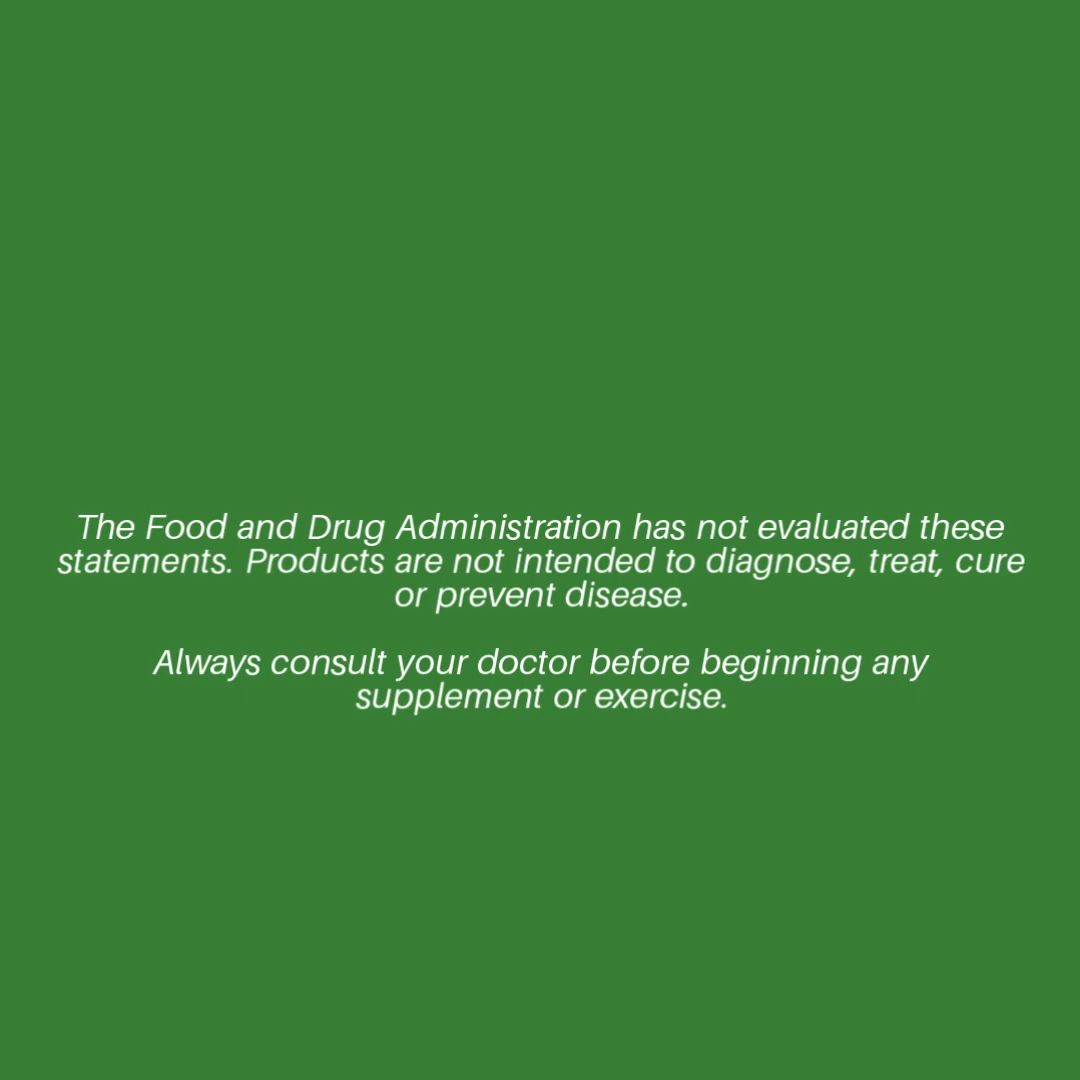 The Food and Drug Administration has not evaluated these
statements. Products are not intended to diagnose, treat, cure
or prevent disease.
Always consult your doctor before beginning any
supplement or exercise.